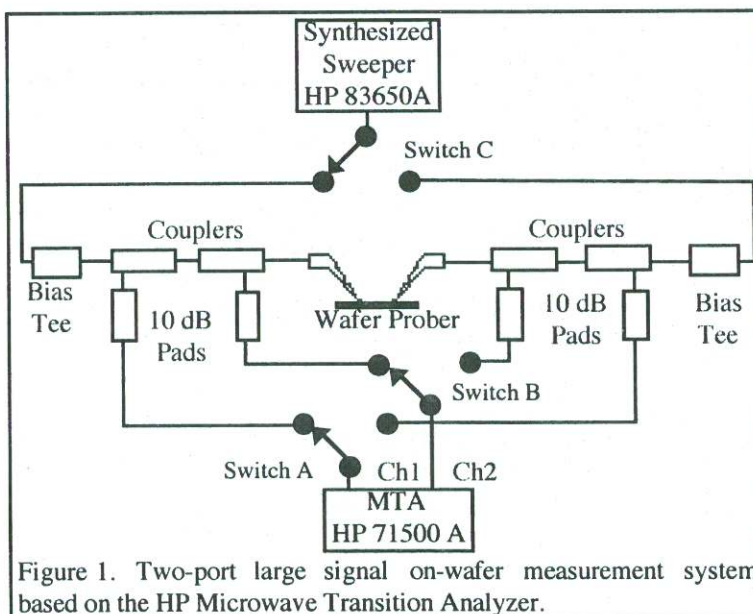 Synthesized
Sweeper
HP 83650A
Switch C
Couplers
Couplers
Bias
Tee
10 dB
Pads
Wafer Prober
10 dB
Pads
Bias
Tee
Switch B
Switch A
Ch1
Ch2
MTA
HP 71500 A
Figure 1. Two-port large signal on-wafer measurement system
based on the HP Microwave Transition Analyzer.